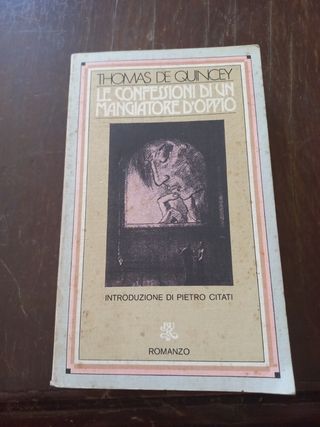 THOMAS DE QUINCEY
LE CONFESSIONI DI UN
MANGIATORE D'OPPIO
INTRODUZIONE DI PIETRO CITATI
ROMANZO